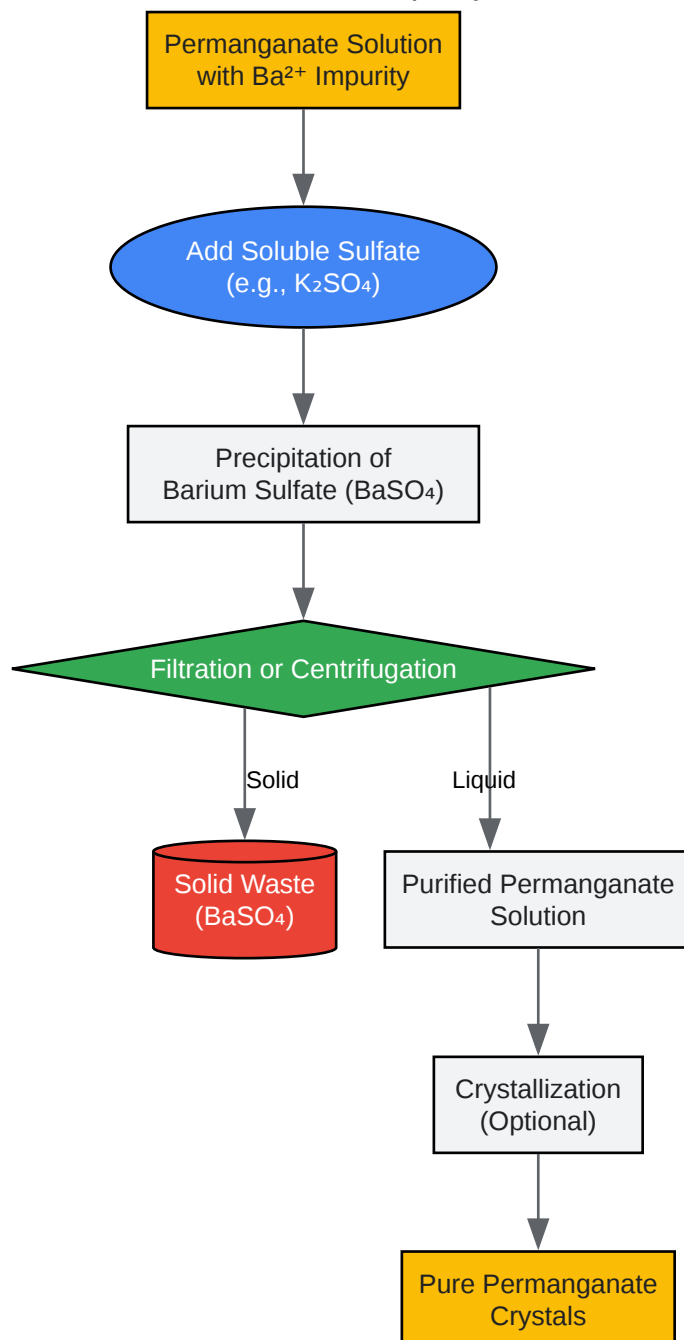 Permanganate Solution
with Ba²⁺ Impurity
Add Soluble Sulfate
(e.g., K₂SO₄)
Precipitation of
Barium Sulfate (BaSO₄)
Filtration or Centrifugation
Solid
Liquid
Solid Waste
(BaSO₄)
Purified Permanganate
Solution
Crystallization
(Optional)
Pure Permanganate
Crystals